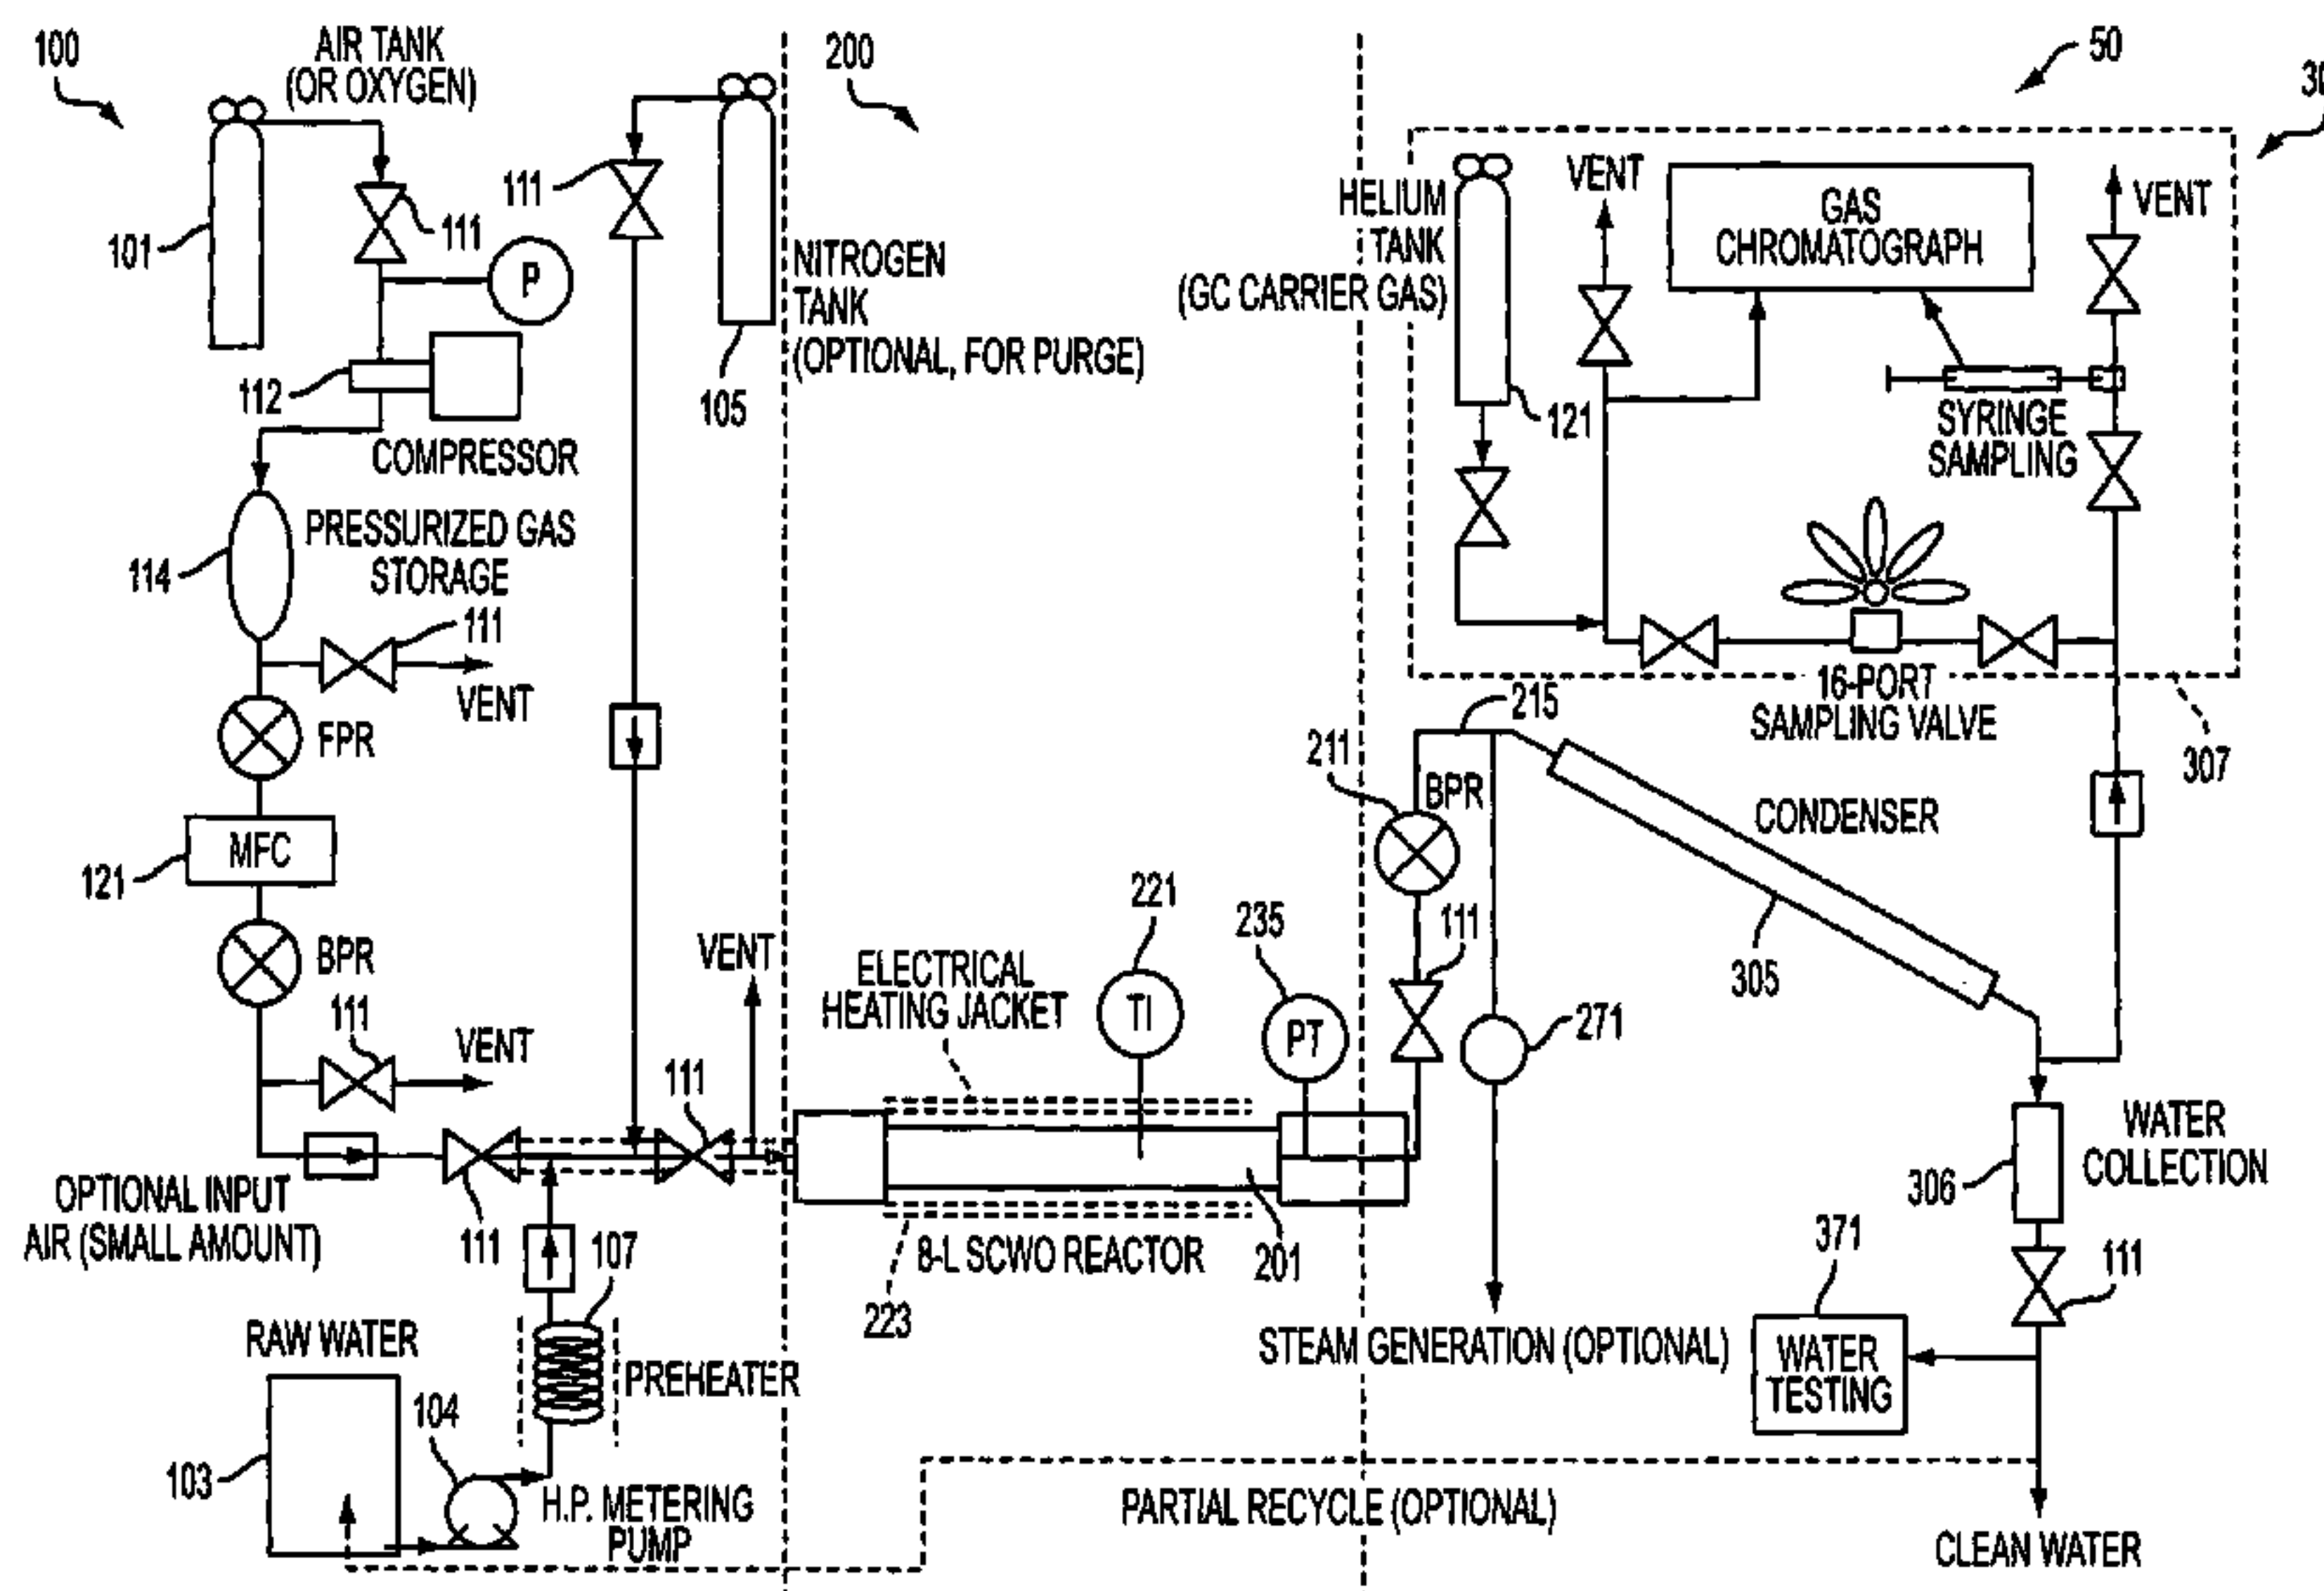 100
AIR TANK
(OR OXYGEN)
101
111
P
112
COMPRESSOR
111
NITROGEN
TANK
(OPTIONAL, FOR PURGE)
105
200
50
114
PRESSURIZED GAS
STORAGE
111
VENT
FPR
MFC
121
BPR
111
VENT
OPTIONAL INPUT
AIR (SMALL AMOUNT)
111
107
RAW WATER
PREHEATER
103
104
H.P. METERING
PUMP
VENT
111
ELECTRICAL
HEATING JACKET
221
TI
235
PT
8-L SCWO REACTOR
201
223
HELIUM
TANK
(GC CARRIER GAS)
121
VENT
GAS
CHROMATOGRAPH
VENT
SYRINGE
SAMPLING
16-PORT
SAMPLING VALVE
307
215
211
BPR
111
CONDENSER
305
271
STEAM GENERATION (OPTIONAL)
WATER
COLLECTION
306
111
371
WATER
TESTING
PARTIAL RECYCLE (OPTIONAL)
CLEAN WATER